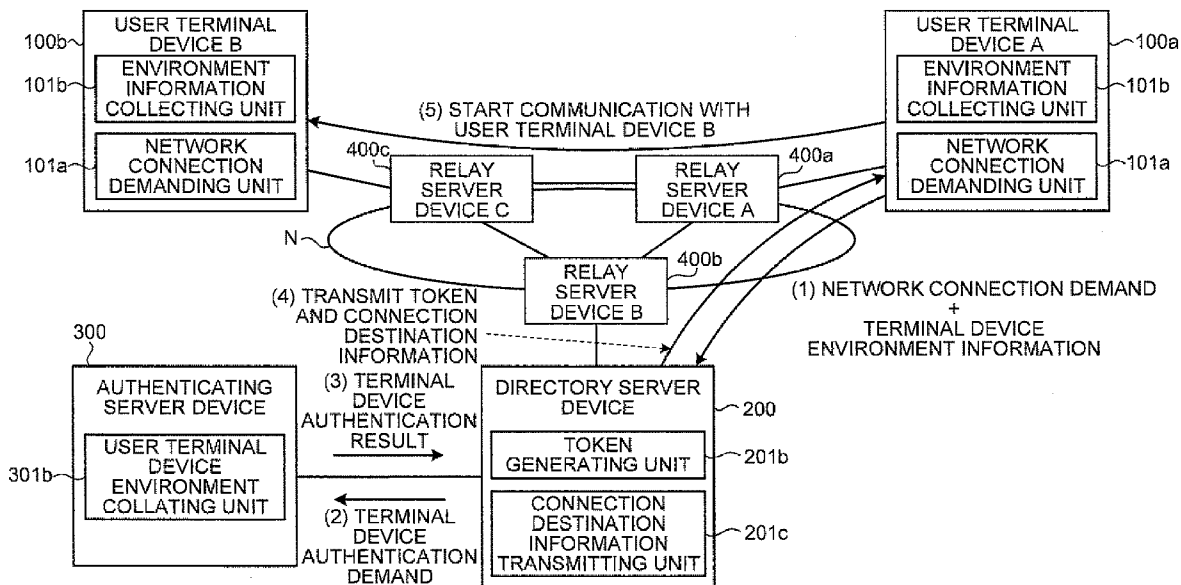 100b
USER TERMINAL
DEVICE B
101b
ENVIRONMENT
INFORMATION
COLLECTING UNIT
101a
NETWORK
CONNECTION
DEMANDING UNIT
USER TERMINAL
DEVICE A
100a
ENVIRONMENT
INFORMATION
COLLECTING UNIT
101b
NETWORK
CONNECTION
DEMANDING UNIT
101a
(5) START COMMUNICATION WITH
USER TERMINAL DEVICE B
400c
RELAY
SERVER
DEVICE C
400a
RELAY
SERVER
DEVICE A
N
400b
RELAY
SERVER
DEVICE B
(4) TRANSMIT TOKEN
AND CONNECTION
DESTINATION
INFORMATION
(1) NETWORK CONNECTION DEMAND
+
TERMINAL DEVICE
ENVIRONMENT INFORMATION
300
AUTHENTICATING
SERVER DEVICE
301b
USER TERMINAL
DEVICE
ENVIRONMENT
COLLATING UNIT
(3) TERMINAL
DEVICE
AUTHENTICATION
RESULT
(2) TERMINAL
DEVICE
AUTHENTICATION
DEMAND
DIRECTORY SERVER
DEVICE
200
TOKEN
GENERATING UNIT
201b
CONNECTION
DESTINATION
INFORMATION
TRANSMITTING UNIT
201c